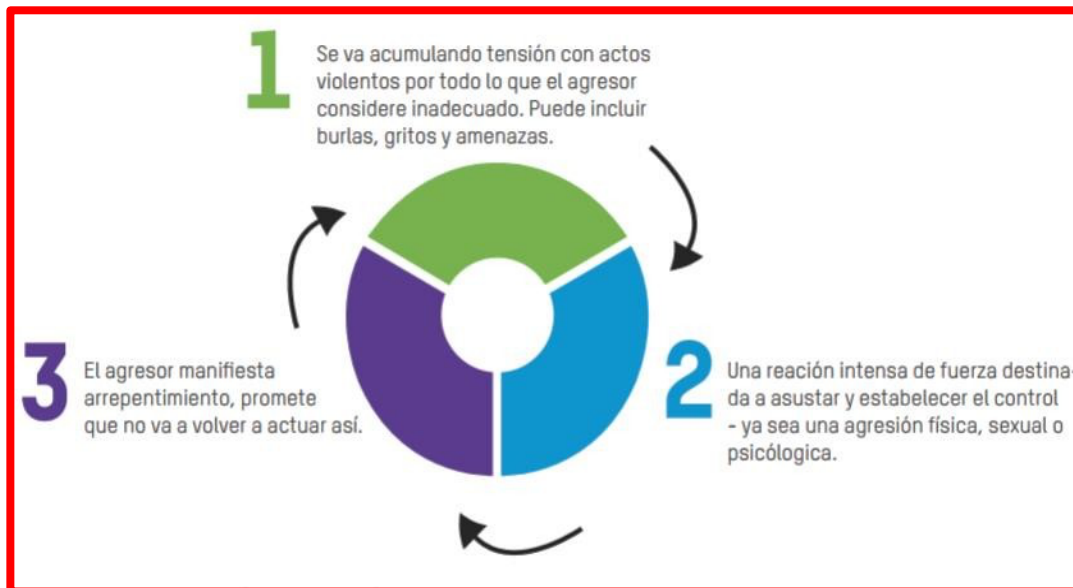 1
Se va acumulando tensión con actos
violentos por todo lo que el agresor
considere inadecuado. Puede incluir
burlas, gritos y amenazas.
2
Una reacción intensa de fuerza destina-
da a asustar y estabelecer el control
- ya sea una agresión física, sexual o
psicólogica.
3
El agresor manifiesta
arrepentimiento, promete
que no va a volver a actuar así.